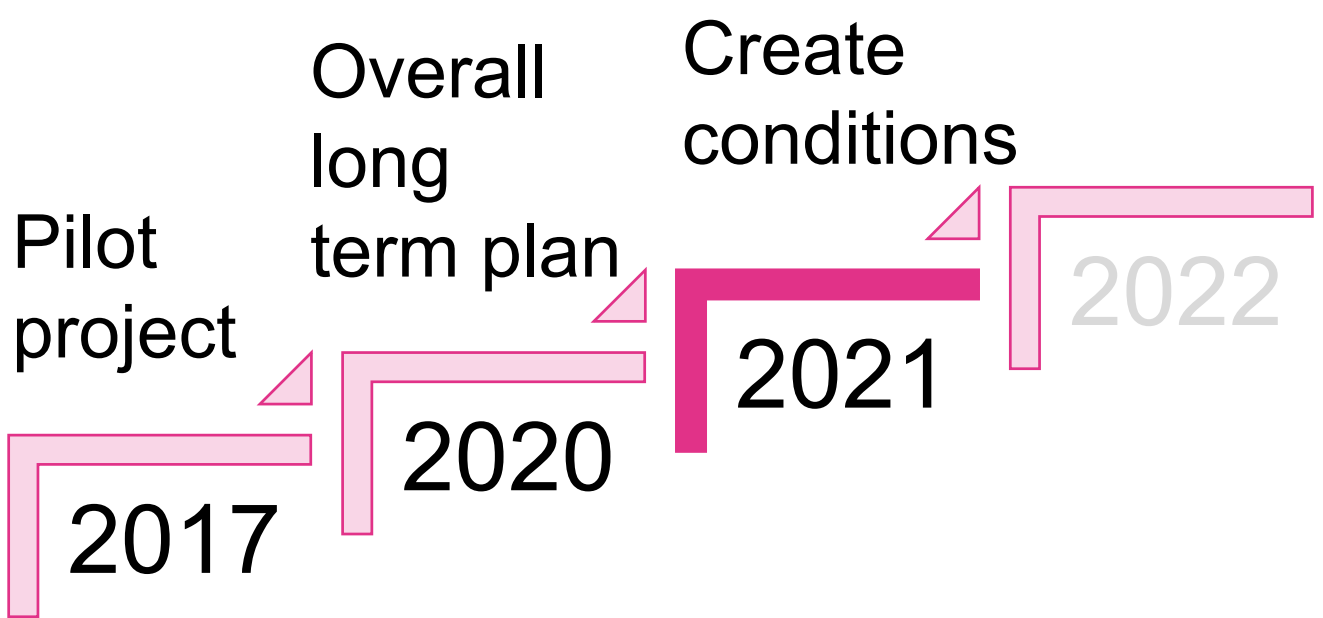 Pilot
project
2017
Overall
long
term plan
2020
Create
conditions
2021
2022